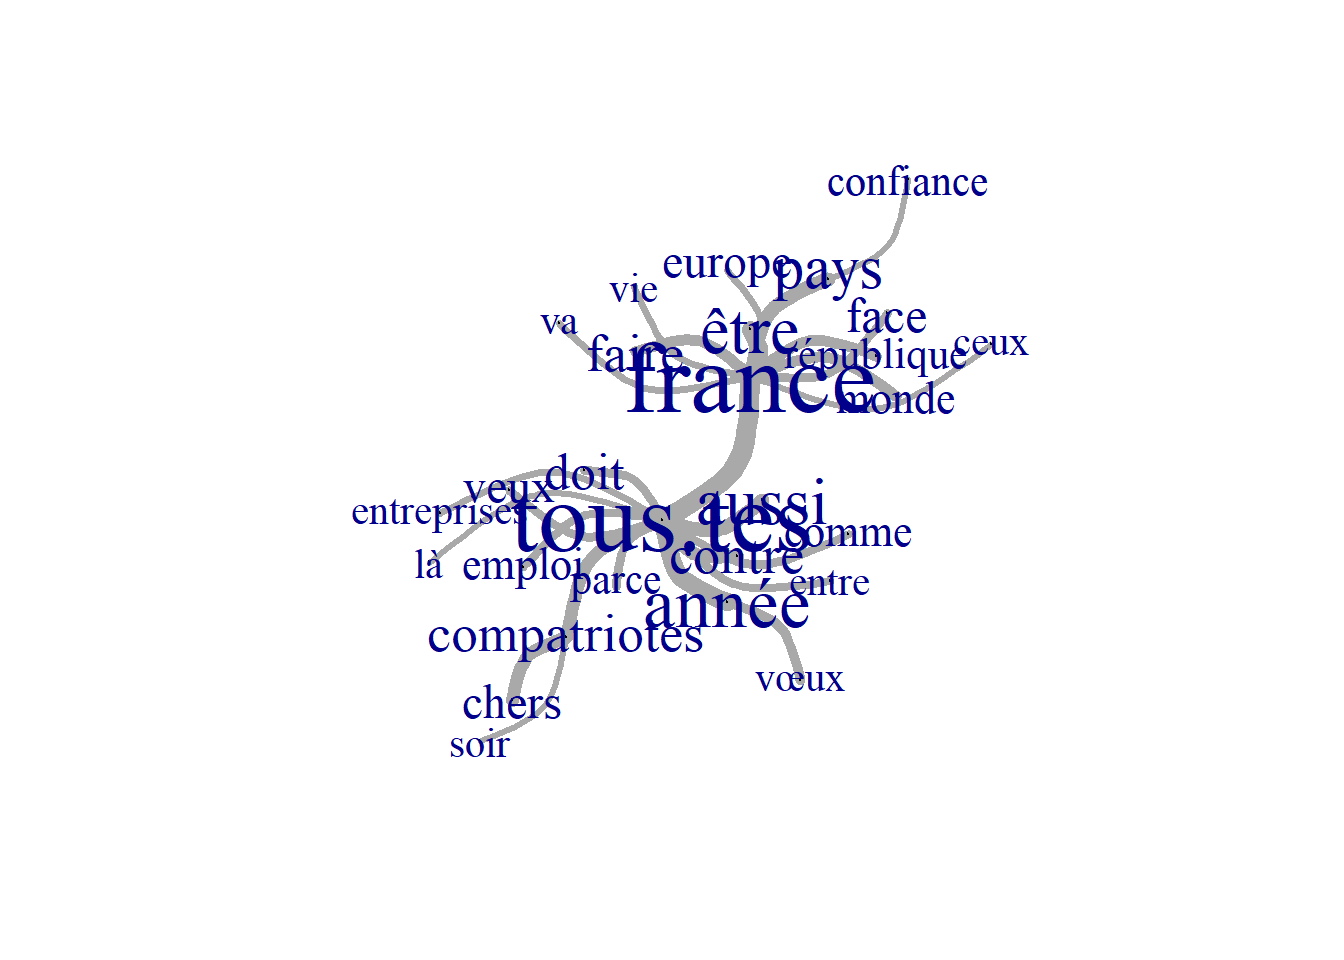 confiance
europe
pays
vie
va
être
face
faire
république
ceux
france
monde
doit
veux
aussi
entreprises
tous.tes
comme
contre
là
emploi
parce
entre
année
compatriotes
vœux
chers
soir